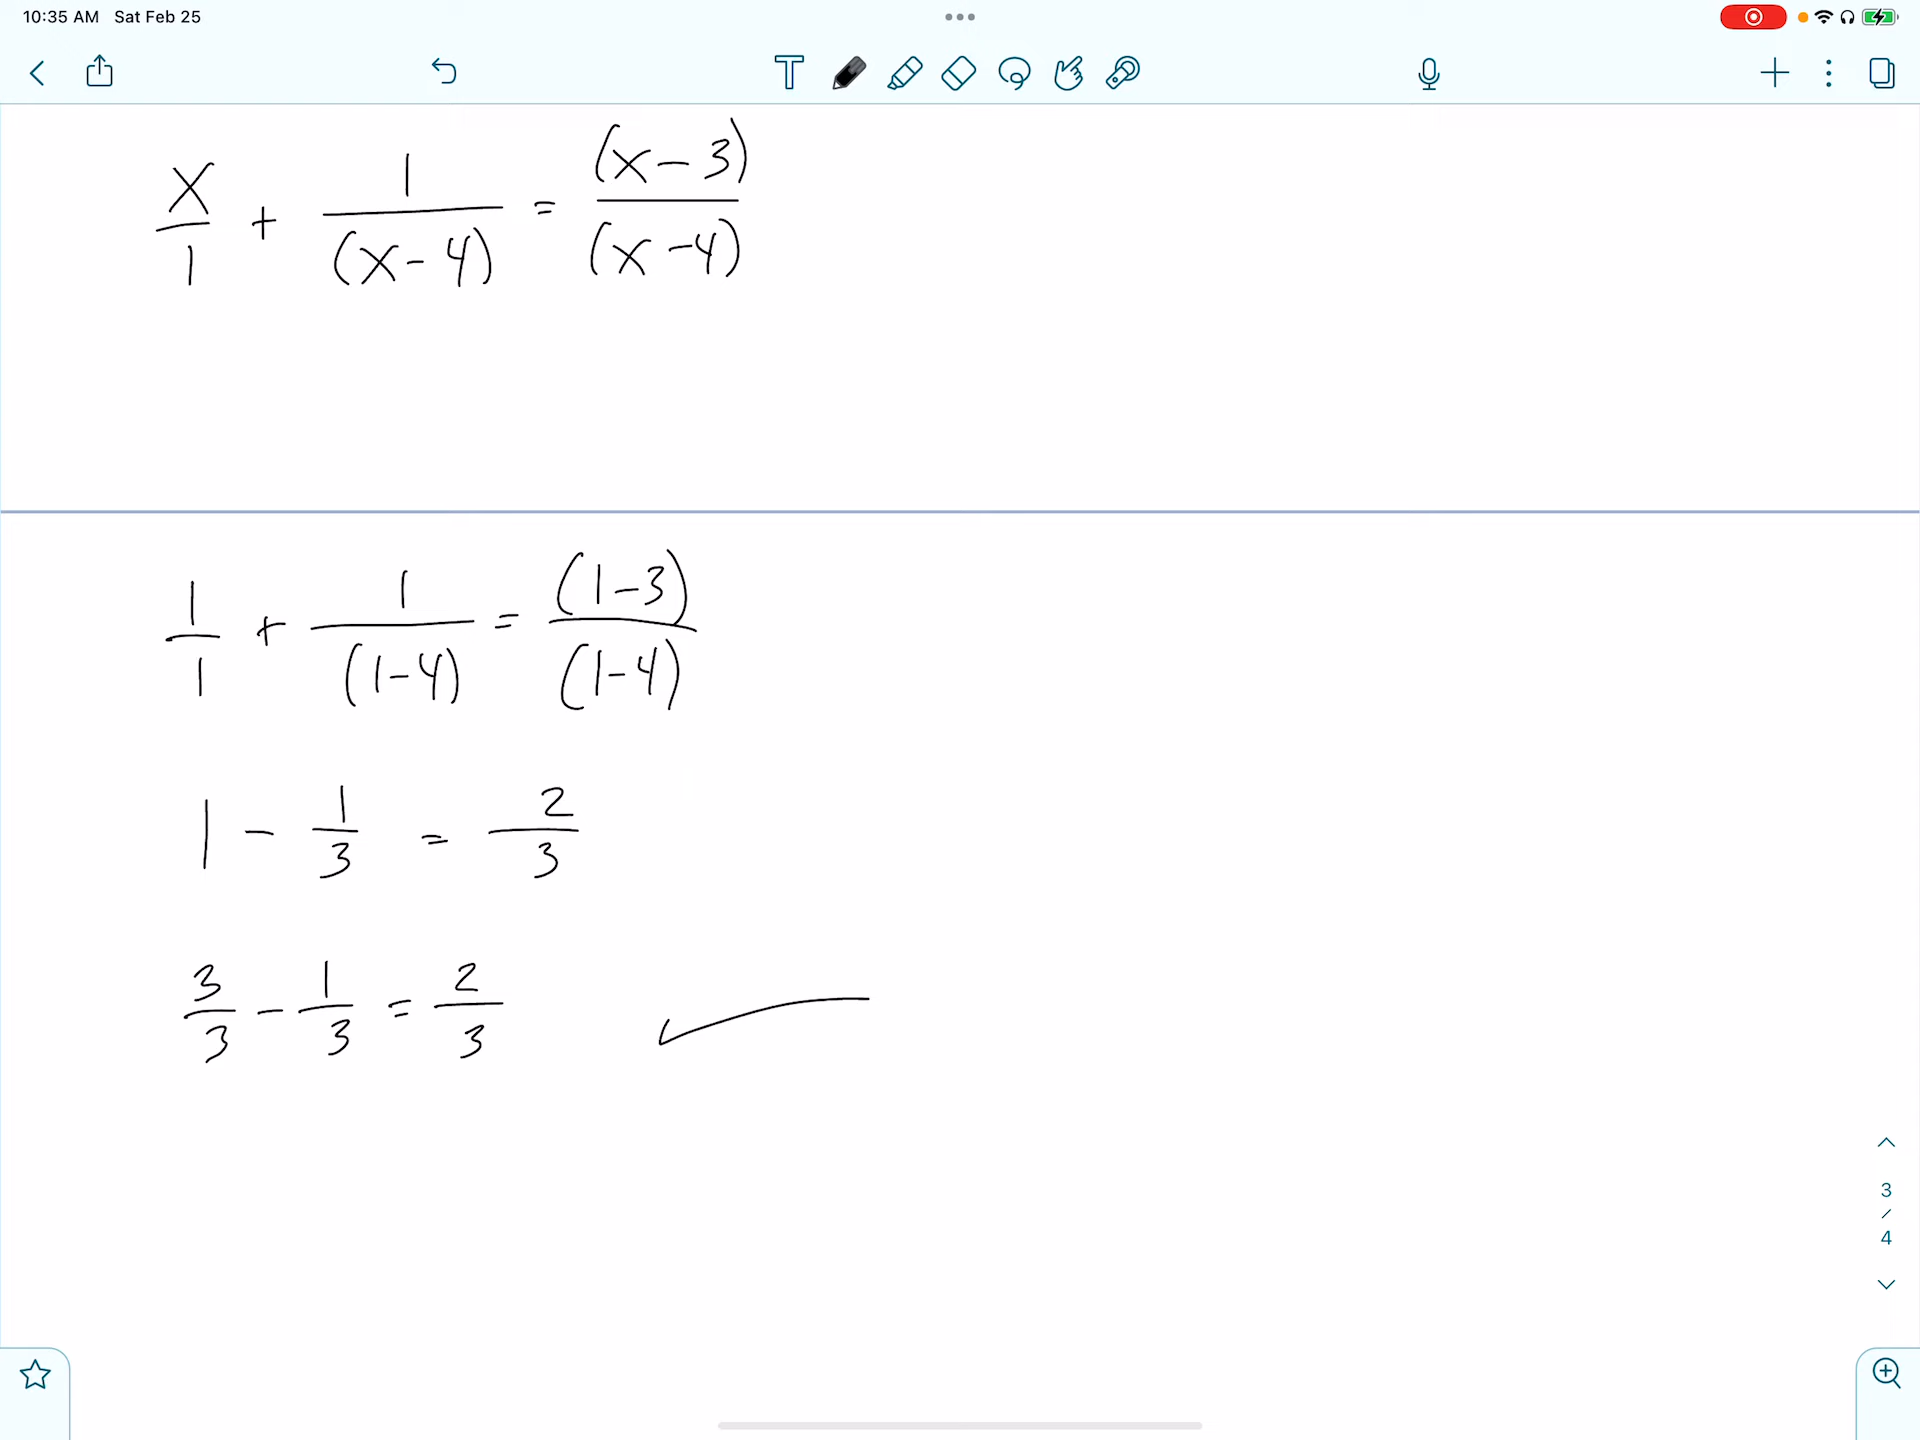 10:35 AM Sat Feb 25
x/1 + 1/(x-4) = (x-3)/(x-4)
1/1 + 1/(1-4) = (1-3)/(1-4)
1 - 1/3 = 2/3
3/3 - 1/3 = 2/3 ✓
3
/
4